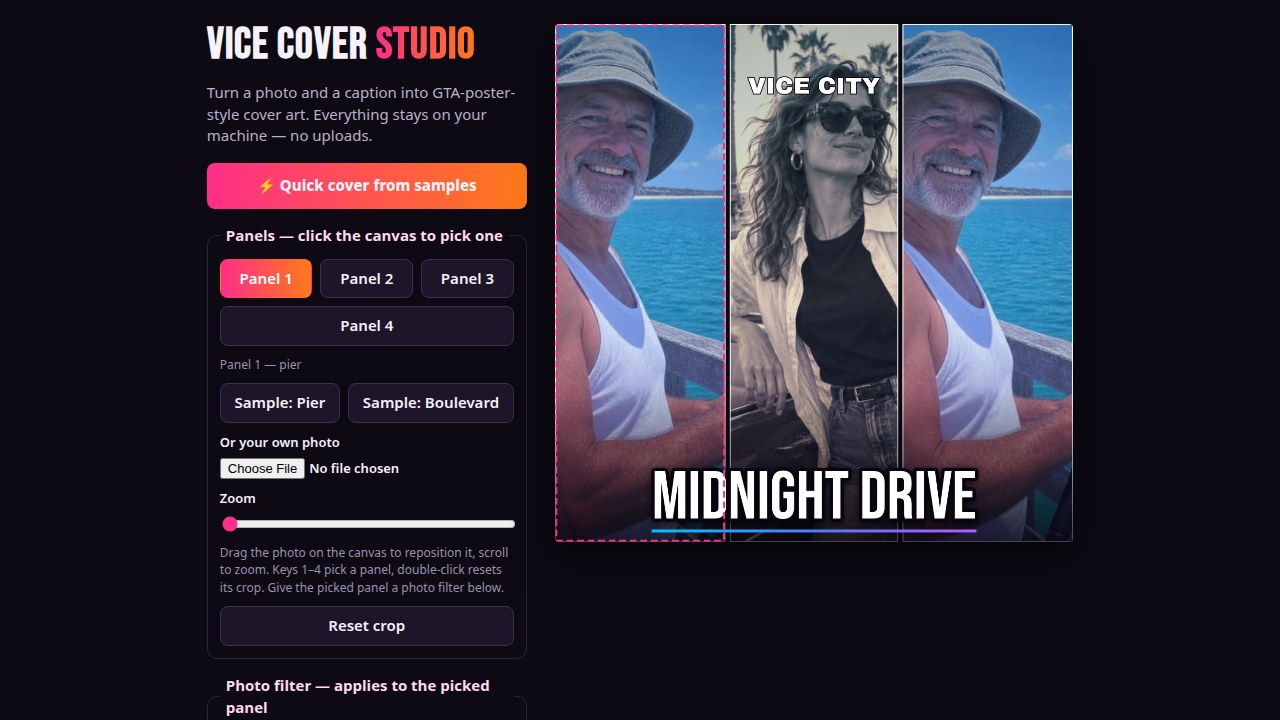 VICE COVER STUDIO
Turn a photo and a caption into GTA-poster-
style cover art. Everything stays on your
machine — no uploads.
⚡ Quick cover from samples
Panels — click the canvas to pick one
Panel 1
Panel 2
Panel 3
Panel 4
Panel 1 — pier
Sample: Pier
Sample: Boulevard
Or your own photo
Choose File No file chosen
Zoom
Drag the photo on the canvas to reposition it, scroll
to zoom. Keys 1–4 pick a panel, double-click resets
its crop. Give the picked panel a photo filter below.
Reset crop
Photo filter — applies to the picked
panel
VICE CITY
MIDNIGHT DRIVE